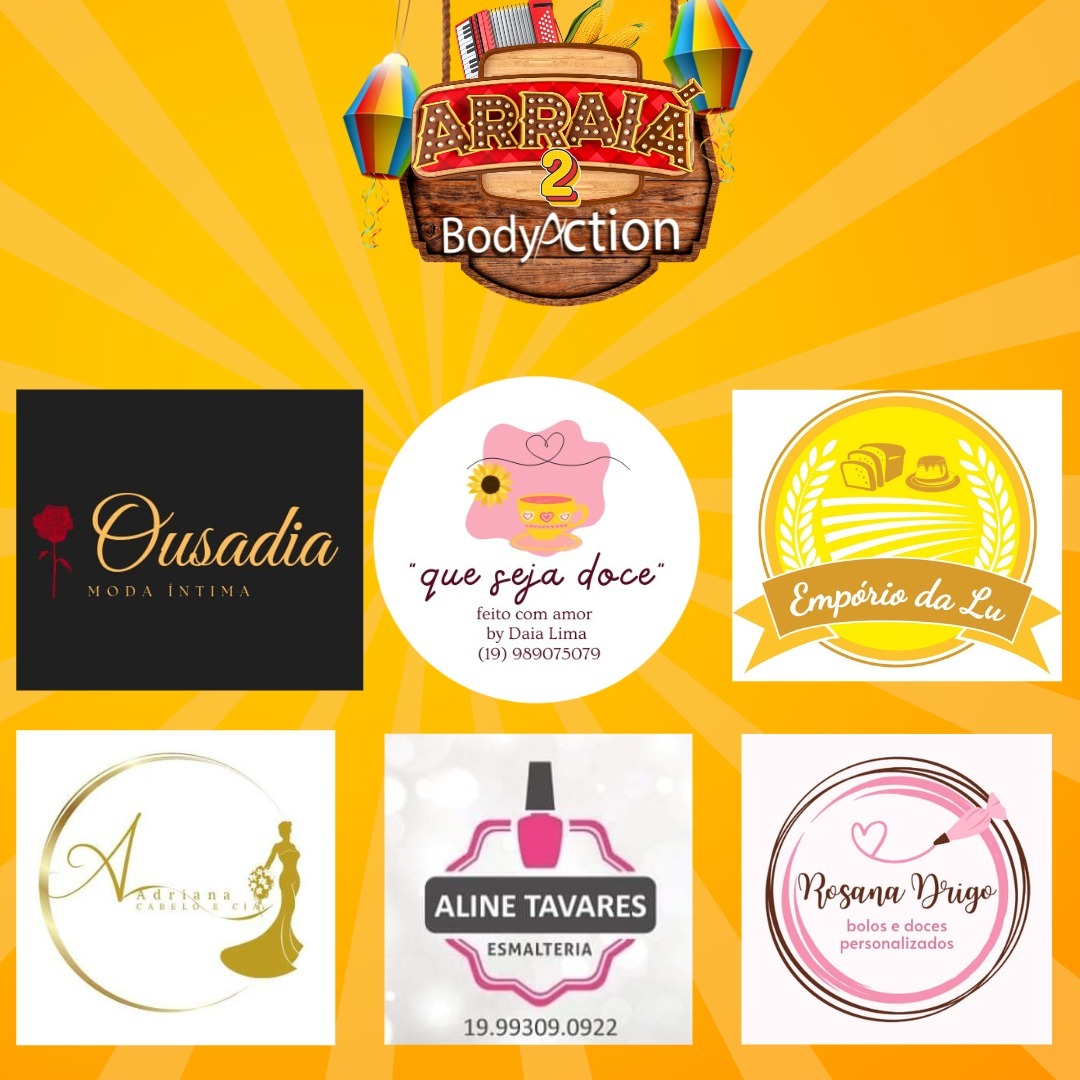 ARRAIÁ
2
BodyAction
Ousadia
MODA ÍNTIMA
"que seja doce"
feito com amor
by Daia Lima
(19) 989075079
Empório da Lu
A
Adriana
CABELO E CIA
ALINE TAVARES
ESMALTERIA
19.99309.0922
Rosana Drigo
bolos e doces
personalizados